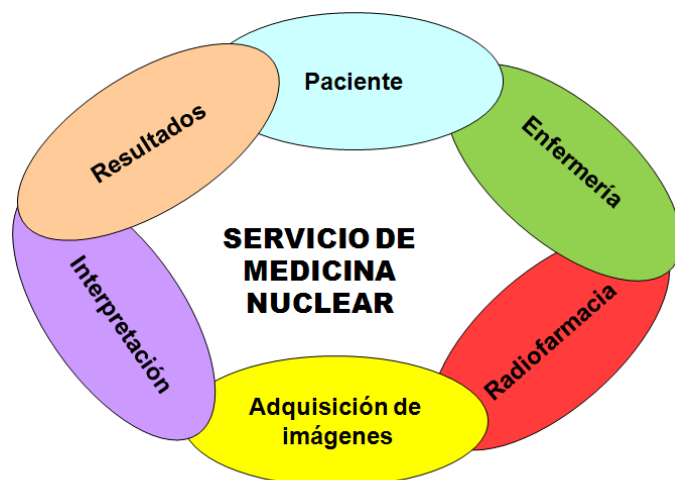 Paciente
Enfermería
Radiofarmacia
Adquisición de
imágenes
Interpretación
Resultados
SERVICIO DE
MEDICINA
NUCLEAR